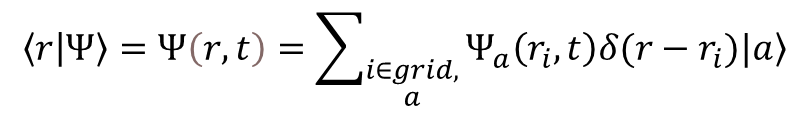 ⟨r|Ψ⟩ = Ψ(r, t) = ∑_{i∈grid, a} Ψ_a(r_i, t)δ(r − r_i)|a⟩